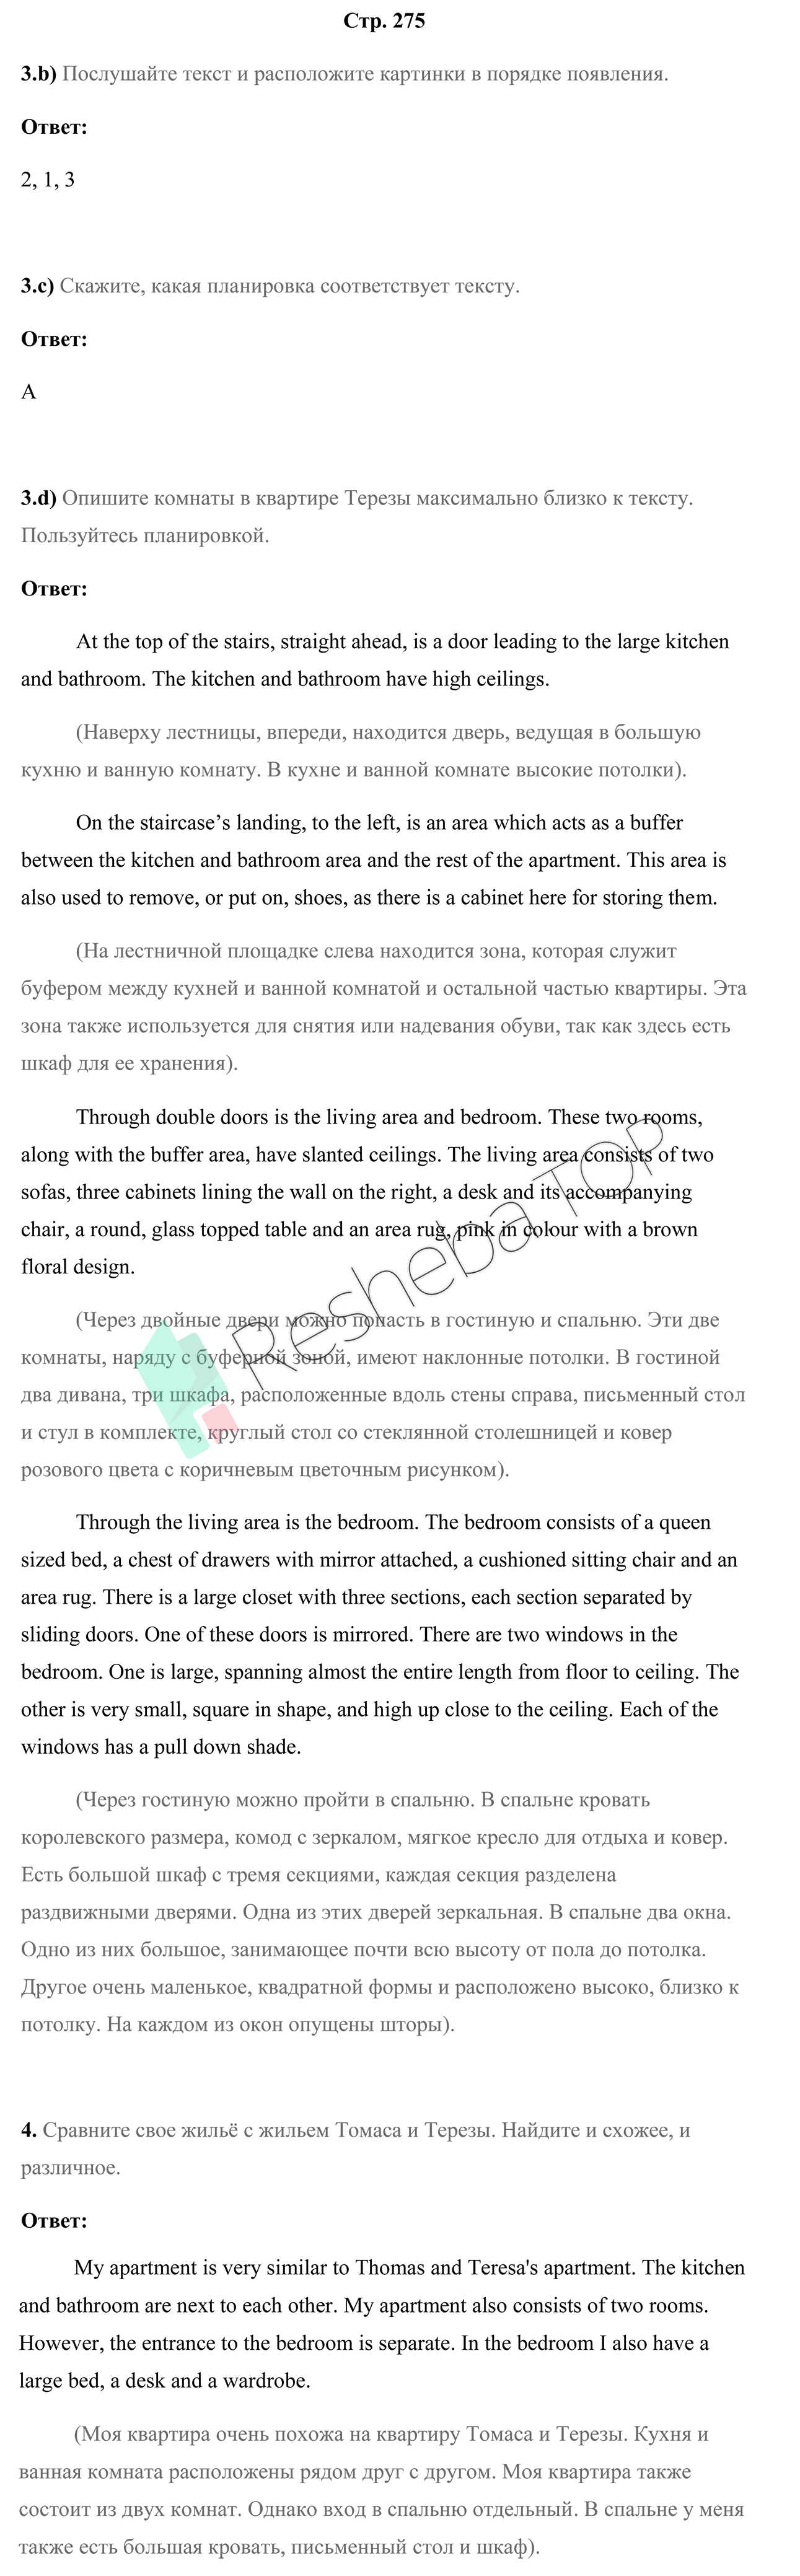 Стр. 275
3.b) Послушайте текст и расположите картинки в порядке появления.
Ответ:
2, 1, 3
3.c) Скажите, какая планировка соответствует тексту.
Ответ:
A
3.d) Опишите комнаты в квартире Терезы максимально близко к тексту.
Пользуйтесь планировкой.
Ответ:
At the top of the stairs, straight ahead, is a door leading to the large kitchen
and bathroom. The kitchen and bathroom have high ceilings.
(Наверху лестницы, впереди, находится дверь, ведущая в большую
кухню и ванную комнату. В кухне и ванной комнате высокие потолки).
On the staircase’s landing, to the left, is an area which acts as a buffer
between the kitchen and bathroom area and the rest of the apartment. This area is
also used to remove, or put on, shoes, as there is a cabinet here for storing them.
(На лестничной площадке слева находится зона, которая служит
буфером между кухней и ванной комнатой и остальной частью квартиры. Эта
зона также используется для снятия или надевания обуви, так как здесь есть
шкаф для ее хранения).
Through double doors is the living area and bedroom. These two rooms,
along with the buffer area, have slanted ceilings. The living area consists of two
sofas, three cabinets lining the wall on the right, a desk and its accompanying
chair, a round, glass topped table and an area rug, pink in colour with a brown
floral design.
(Через двойные двери можно попасть в гостиную и спальню. Эти две
комнаты, наряду с буферной зоной, имеют наклонные потолки. В гостиной
два дивана, три шкафа, расположенные вдоль стены справа, письменный стол
и стул в комплекте, круглый стол со стеклянной столешницей и ковер
розового цвета с коричневым цветочным рисунком).
ReshebaTOP
Through the living area is the bedroom. The bedroom consists of a queen
sized bed, a chest of drawers with mirror attached, a cushioned sitting chair and an
area rug. There is a large closet with three sections, each section separated by
sliding doors. One of these doors is mirrored. There are two windows in the
bedroom. One is large, spanning almost the entire length from floor to ceiling. The
other is very small, square in shape, and high up close to the ceiling. Each of the
windows has a pull down shade.
(Через гостиную можно пройти в спальню. В спальне кровать
королевского размера, комод с зеркалом, мягкое кресло для отдыха и ковер.
Есть большой шкаф с тремя секциями, каждая секция разделена
раздвижными дверями. Одна из этих дверей зеркальная. В спальне два окна.
Одно из них большое, занимающее почти всю высоту от пола до потолка.
Другое очень маленькое, квадратной формы и расположено высоко, близко к
потолку. На каждом из окон опущены шторы).
4. Сравните свое жильё с жильем Томаса и Терезы. Найдите и схожее, и
различное.
Ответ:
My apartment is very similar to Thomas and Teresa's apartment. The kitchen
and bathroom are next to each other. My apartment also consists of two rooms.
However, the entrance to the bedroom is separate. In the bedroom I also have a
large bed, a desk and a wardrobe.
(Моя квартира очень похожа на квартиру Томаса и Терезы. Кухня и
ванная комната расположены рядом друг с другом. Моя квартира также
состоит из двух комнат. Однако вход в спальню отдельный. В спальне у меня
также есть большая кровать, письменный стол и шкаф).